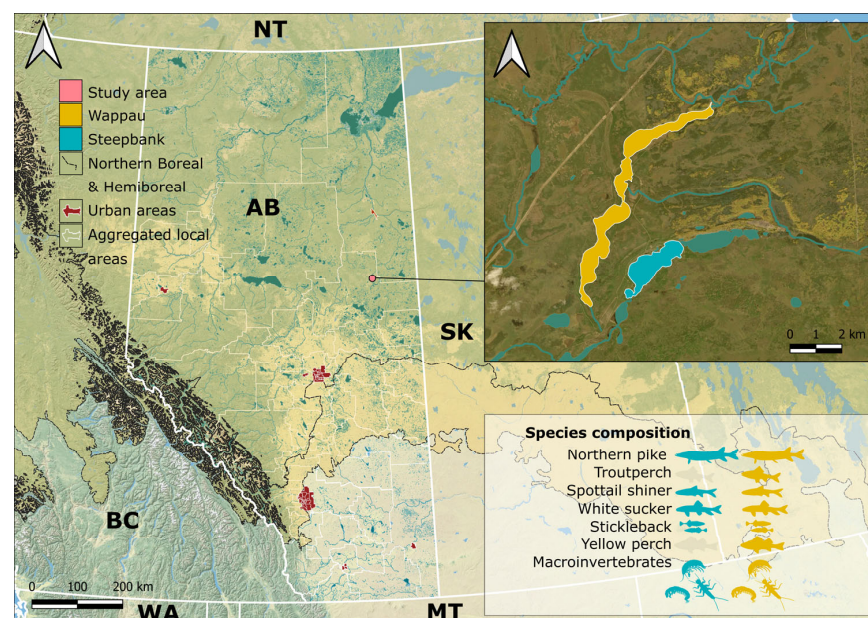 NT
Study area
Wappau
Steepbank
Northern Boreal
& Hemiboreal
Urban areas
Aggregated local
areas
AB
SK
BC
WA
MT
0 100 200 km
0 1 2 km
Species composition
Northern pike
Troutperch
Spottail shiner
White sucker
Stickleback
Yellow perch
Macroinvertebrates